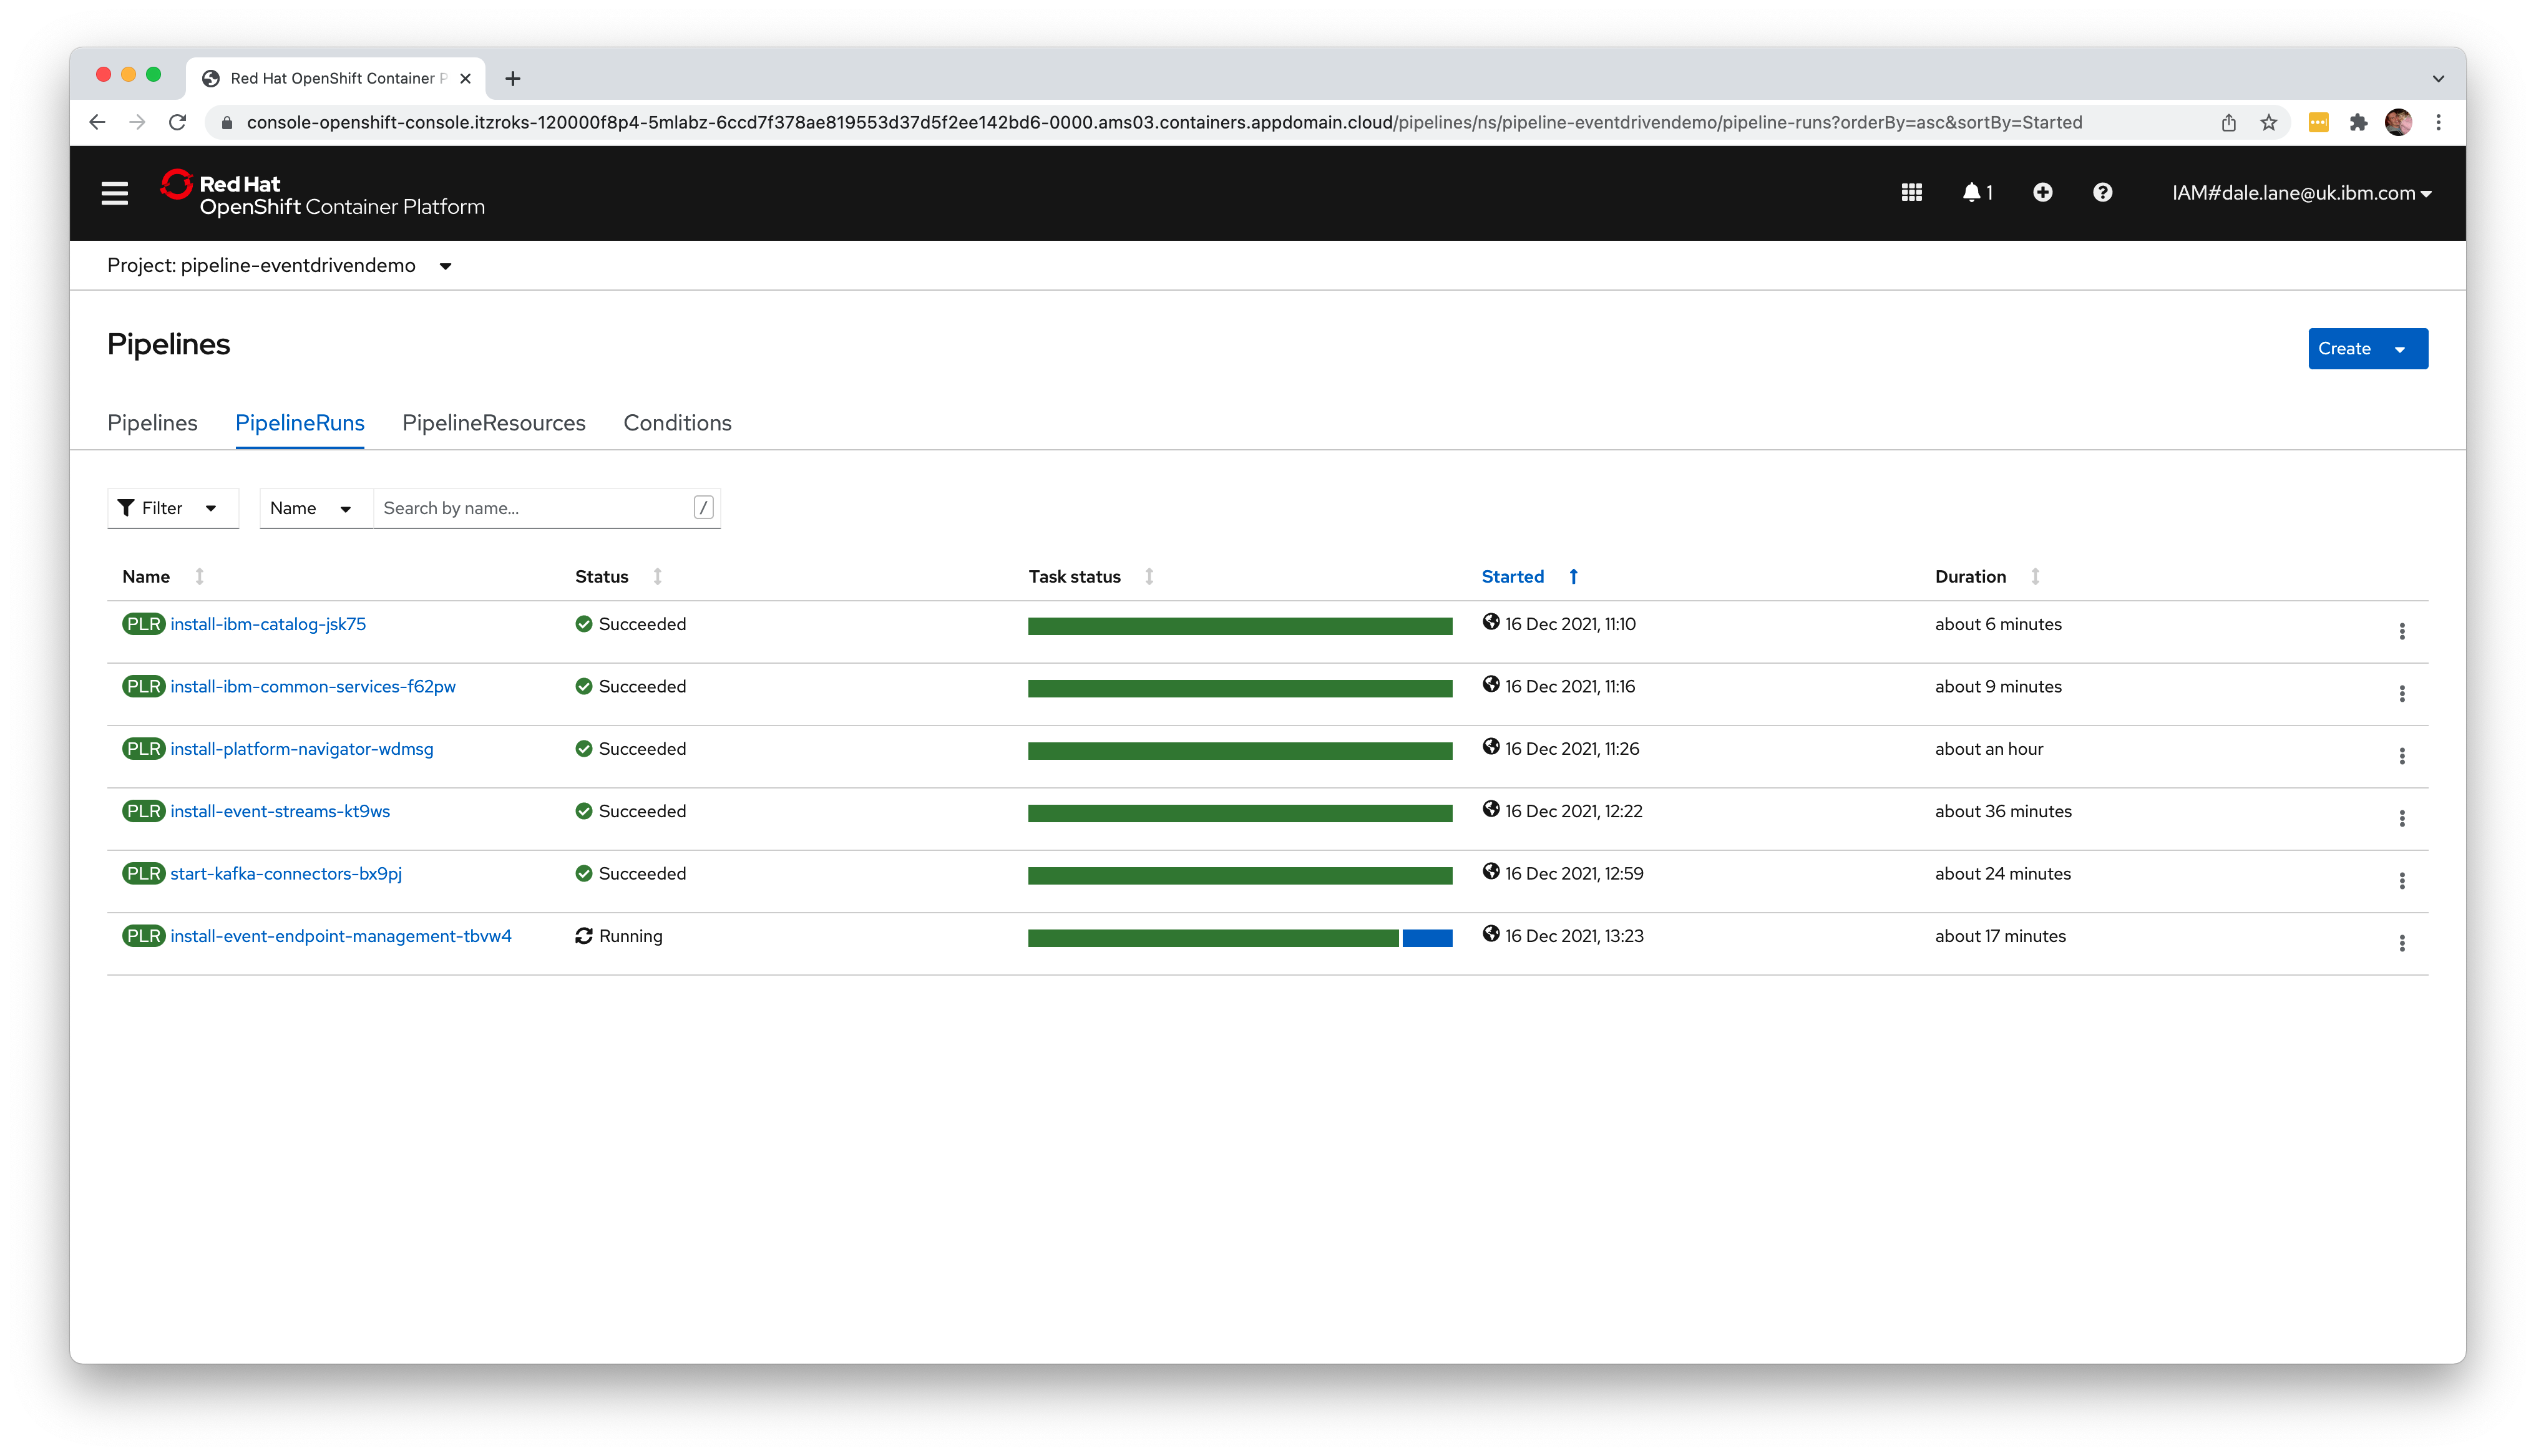 Red Hat OpenShift Container P
console-openshift-console.itzroks-120000f8p4-5mlabz-6ccd7f378ae819553d37d5f2ee142bd6-0000.ams03.containers.appdomain.cloud/pipelines/ns/pipeline-eventdrivendemo/pipeline-runs?orderBy=asc&sortBy=Started
Red Hat
OpenShift Container Platform
1
IAM#dale.lane@uk.ibm.com
Project: pipeline-eventdrivendemo
Pipelines
Create
Pipelines PipelineRuns PipelineResources Conditions
Filter Name Search by name... /
Name Status Task status Started Duration
PLR install-ibm-catalog-jsk75 Succeeded 16 Dec 2021, 11:10 about 6 minutes
PLR install-ibm-common-services-f62pw Succeeded 16 Dec 2021, 11:16 about 9 minutes
PLR install-platform-navigator-wdmsg Succeeded 16 Dec 2021, 11:26 about an hour
PLR install-event-streams-kt9ws Succeeded 16 Dec 2021, 12:22 about 36 minutes
PLR start-kafka-connectors-bx9pj Succeeded 16 Dec 2021, 12:59 about 24 minutes
PLR install-event-endpoint-management-tbvw4 Running 16 Dec 2021, 13:23 about 17 minutes